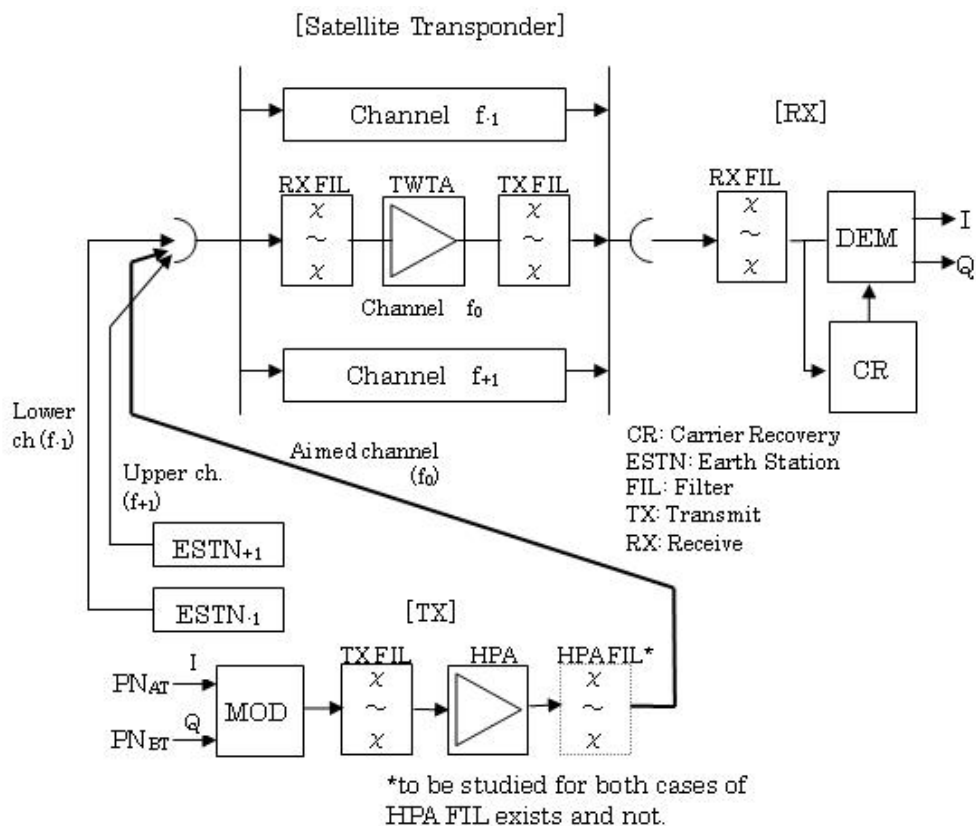 [Satellite Transponder]
Channel f-1
[RX]
RX FIL
TWTA
TX FIL
RX FIL
χ
~
χ
χ
~
χ
χ
~
χ
DEM
I
Q
Channel f0
Channel f+1
CR
Lower
ch (f-1)
Upper ch.
(f+1)
Aimed channel
(f0)
CR: Carrier Recovery
ESTN: Earth Station
FIL: Filter
TX: Transmit
RX: Receive
ESTN+1
ESTN-1
[TX]
TX FIL
HPA
HPA FIL*
PNAT
I
MOD
χ
~
χ
χ
~
χ
PNBT
Q
*to be studied for both cases of
HPA FIL exists and not.